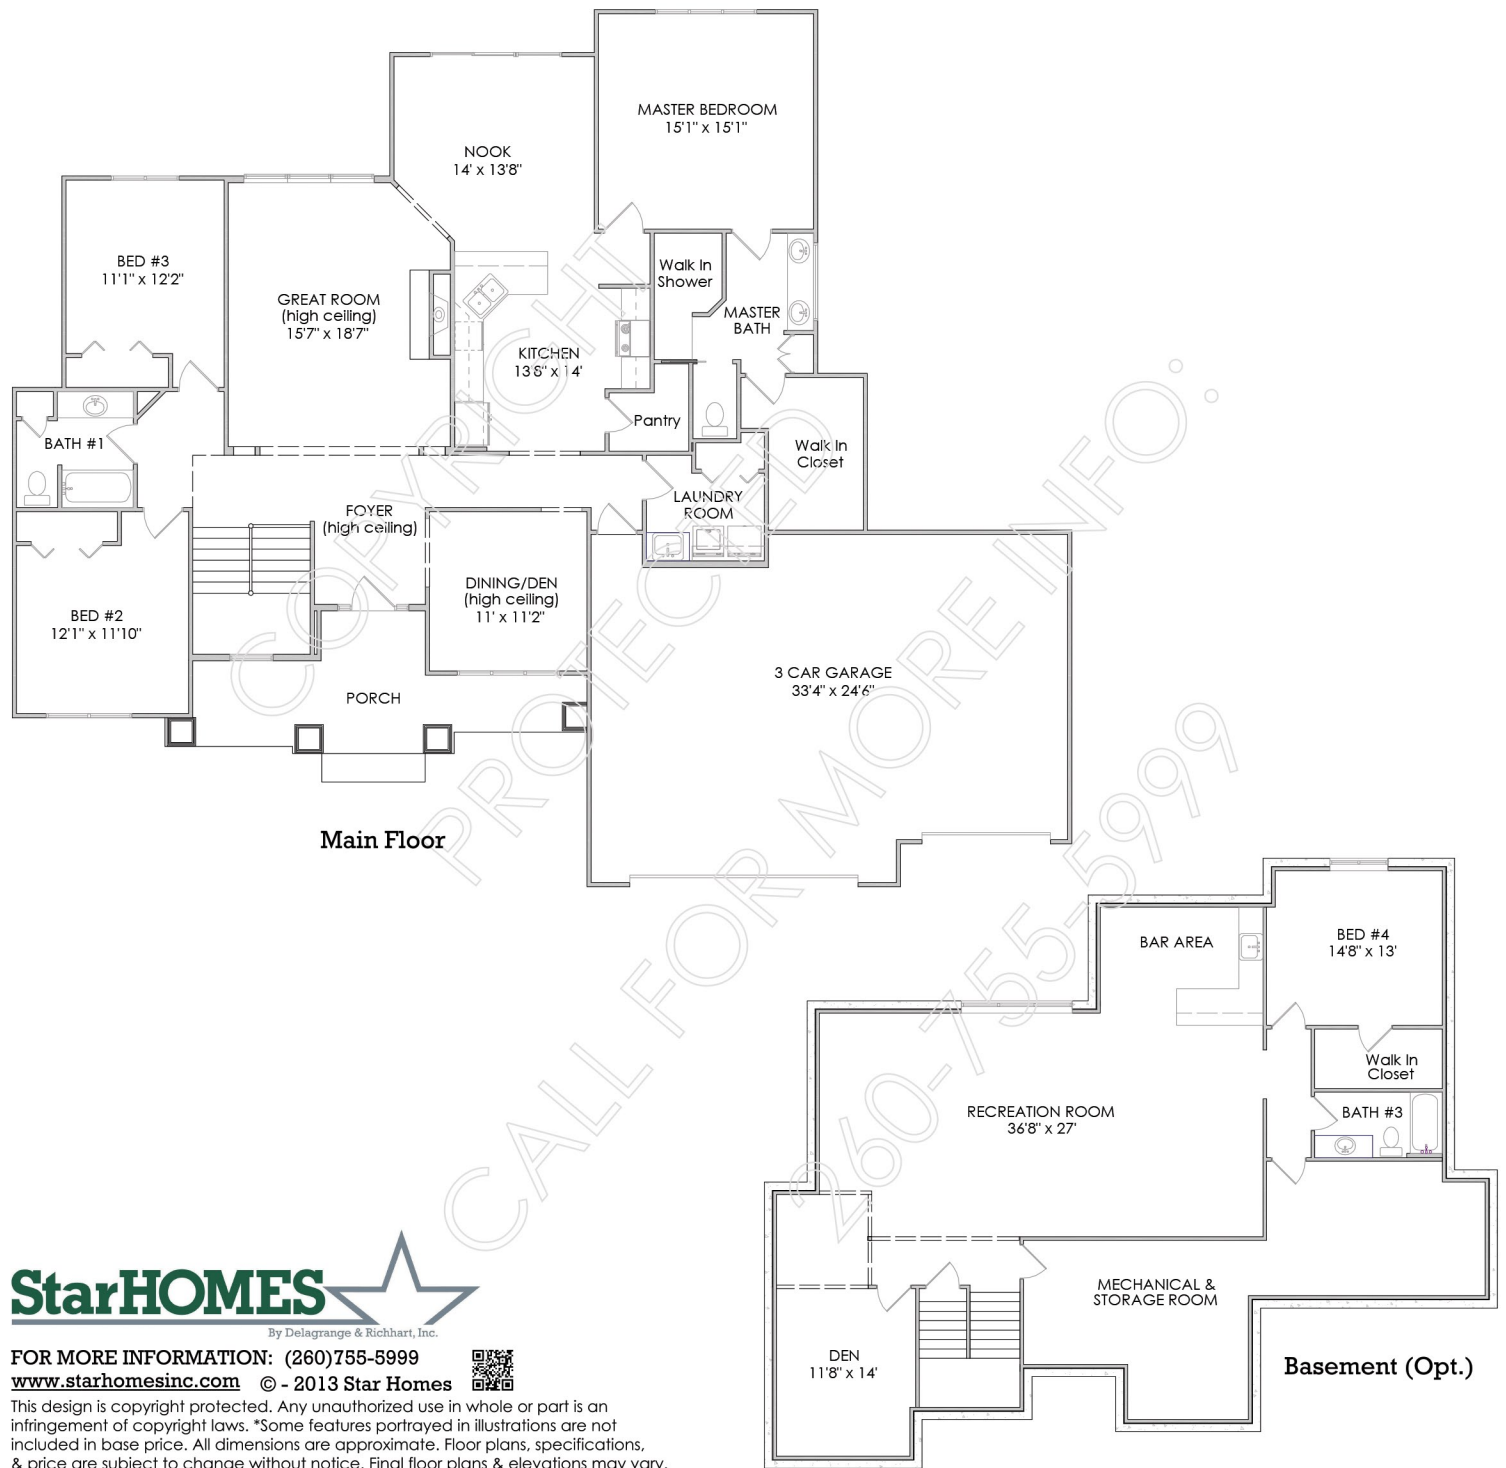 MASTER BEDROOM
15'1" x 15'1"
NOOK
14' x 13'8"
BED #3
11'1" x 12'2"
GREAT ROOM
(high ceiling)
15'7" x 18'7"
Walk In
Shower
MASTER
BATH
KITCHEN
13'8" x 14'
Pantry
BATH #1
Walk In
Closet
LAUNDRY
ROOM
FOYER
(high ceiling)
DINING/DEN
(high ceiling)
11' x 11'2"
BED #2
12'1" x 11'10"
3 CAR GARAGE
33'4" x 24'6"
PORCH
Main Floor
COPYRIGHT
PROTECTED
CALL FOR MORE INFO:
260-755-5999
BAR AREA
BED #4
14'8" x 13'
Walk In
Closet
RECREATION ROOM
36'8" x 27'
BATH #3
MECHANICAL &
STORAGE ROOM
DEN
11'8" x 14'
Basement (Opt.)
StarHOMES
By Delagrange & Richhart, Inc.
FOR MORE INFORMATION: (260)755-5999
www.starhomesinc.com © - 2013 Star Homes
This design is copyright protected. Any unauthorized use in whole or part is an
infringement of copyright laws. *Some features portrayed in illustrations are not
included in base price. All dimensions are approximate. Floor plans, specifications,
& price are subject to change without notice. Final floor plans & elevations may vary.